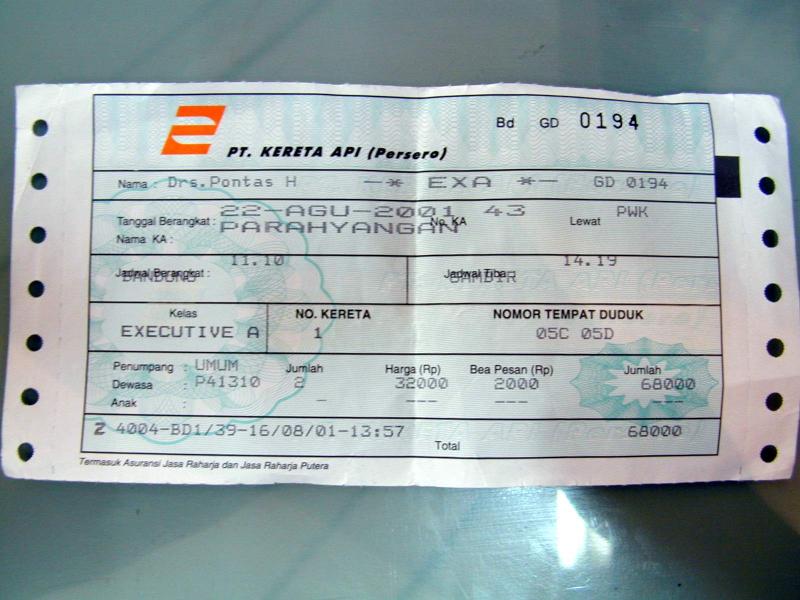 Bd GD 0194
PT. KERETA API (Persero)
Nama : Drs.Pontas H —*— EXA *— GD 0194
22-AGU-2001 43 PWK
Tanggal Berangkat : No. KA Lewat
PARAHYANGAN
Nama KA :
11.10 14.19
Jadwal Berangkat : Jadwal Tiba :
BANDUNG GAMBIR
Kelas NO. KERETA NOMOR TEMPAT DUDUK
EXECUTIVE A 1 05C 05D
Penumpang : UMUM Jumlah Harga (Rp) Bea Pesan (Rp) Jumlah
Dewasa : P41310 2 32000 2000 68000
Anak : — --- --- ---
2 4004-BD1/39-16/08/01-13:57 68000
Total
Termasuk Asuransi Jasa Raharja dan Jasa Raharja Putera